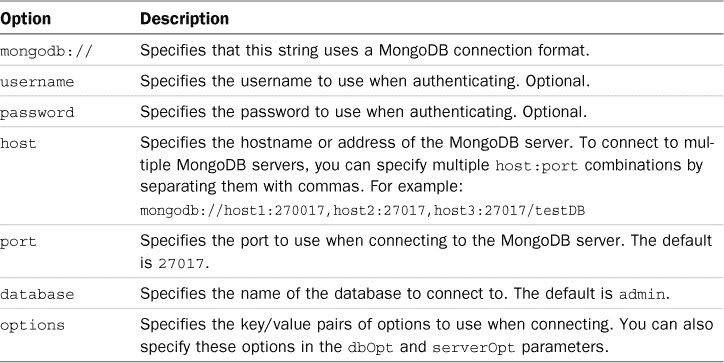 Option Description
mongodb:// Specifies that this string uses a MongoDB connection format.
username Specifies the username to use when authenticating. Optional.
password Specifies the password to use when authenticating. Optional.
host Specifies the hostname or address of the MongoDB server. To connect to mul-
tiple MongoDB servers, you can specify multiple host:port combinations by
separating them with commas. For example:
mongodb://host1:270017,host2:27017,host3:27017/testDB
port Specifies the port to use when connecting to the MongoDB server. The default
is 27017.
database Specifies the name of the database to connect to. The default is admin.
options Specifies the key/value pairs of options to use when connecting. You can also
specify these options in the dbOpt and serverOpt parameters.